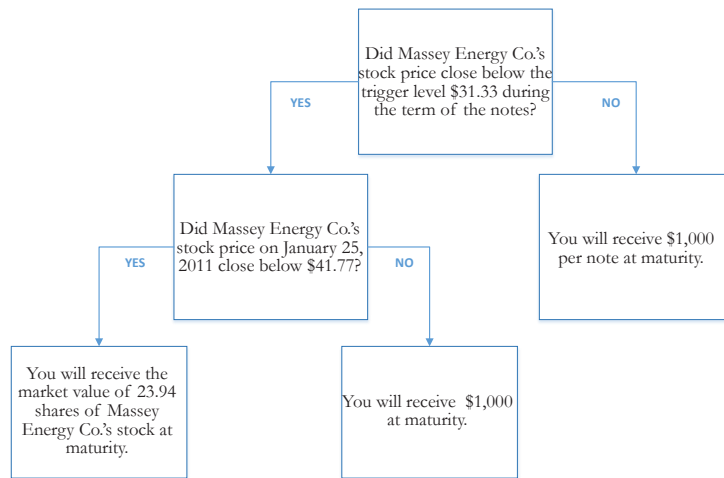 Did Massey Energy Co.'s
stock price close below the
trigger level $31.33 during
the term of the notes?
YES
NO
Did Massey Energy Co.'s
stock price on January 25,
2011 close below $41.77?
You will receive $1,000
per note at maturity.
YES
NO
You will receive the
market value of 23.94
shares of Massey
Energy Co.'s stock at
maturity.
You will receive $1,000
at maturity.